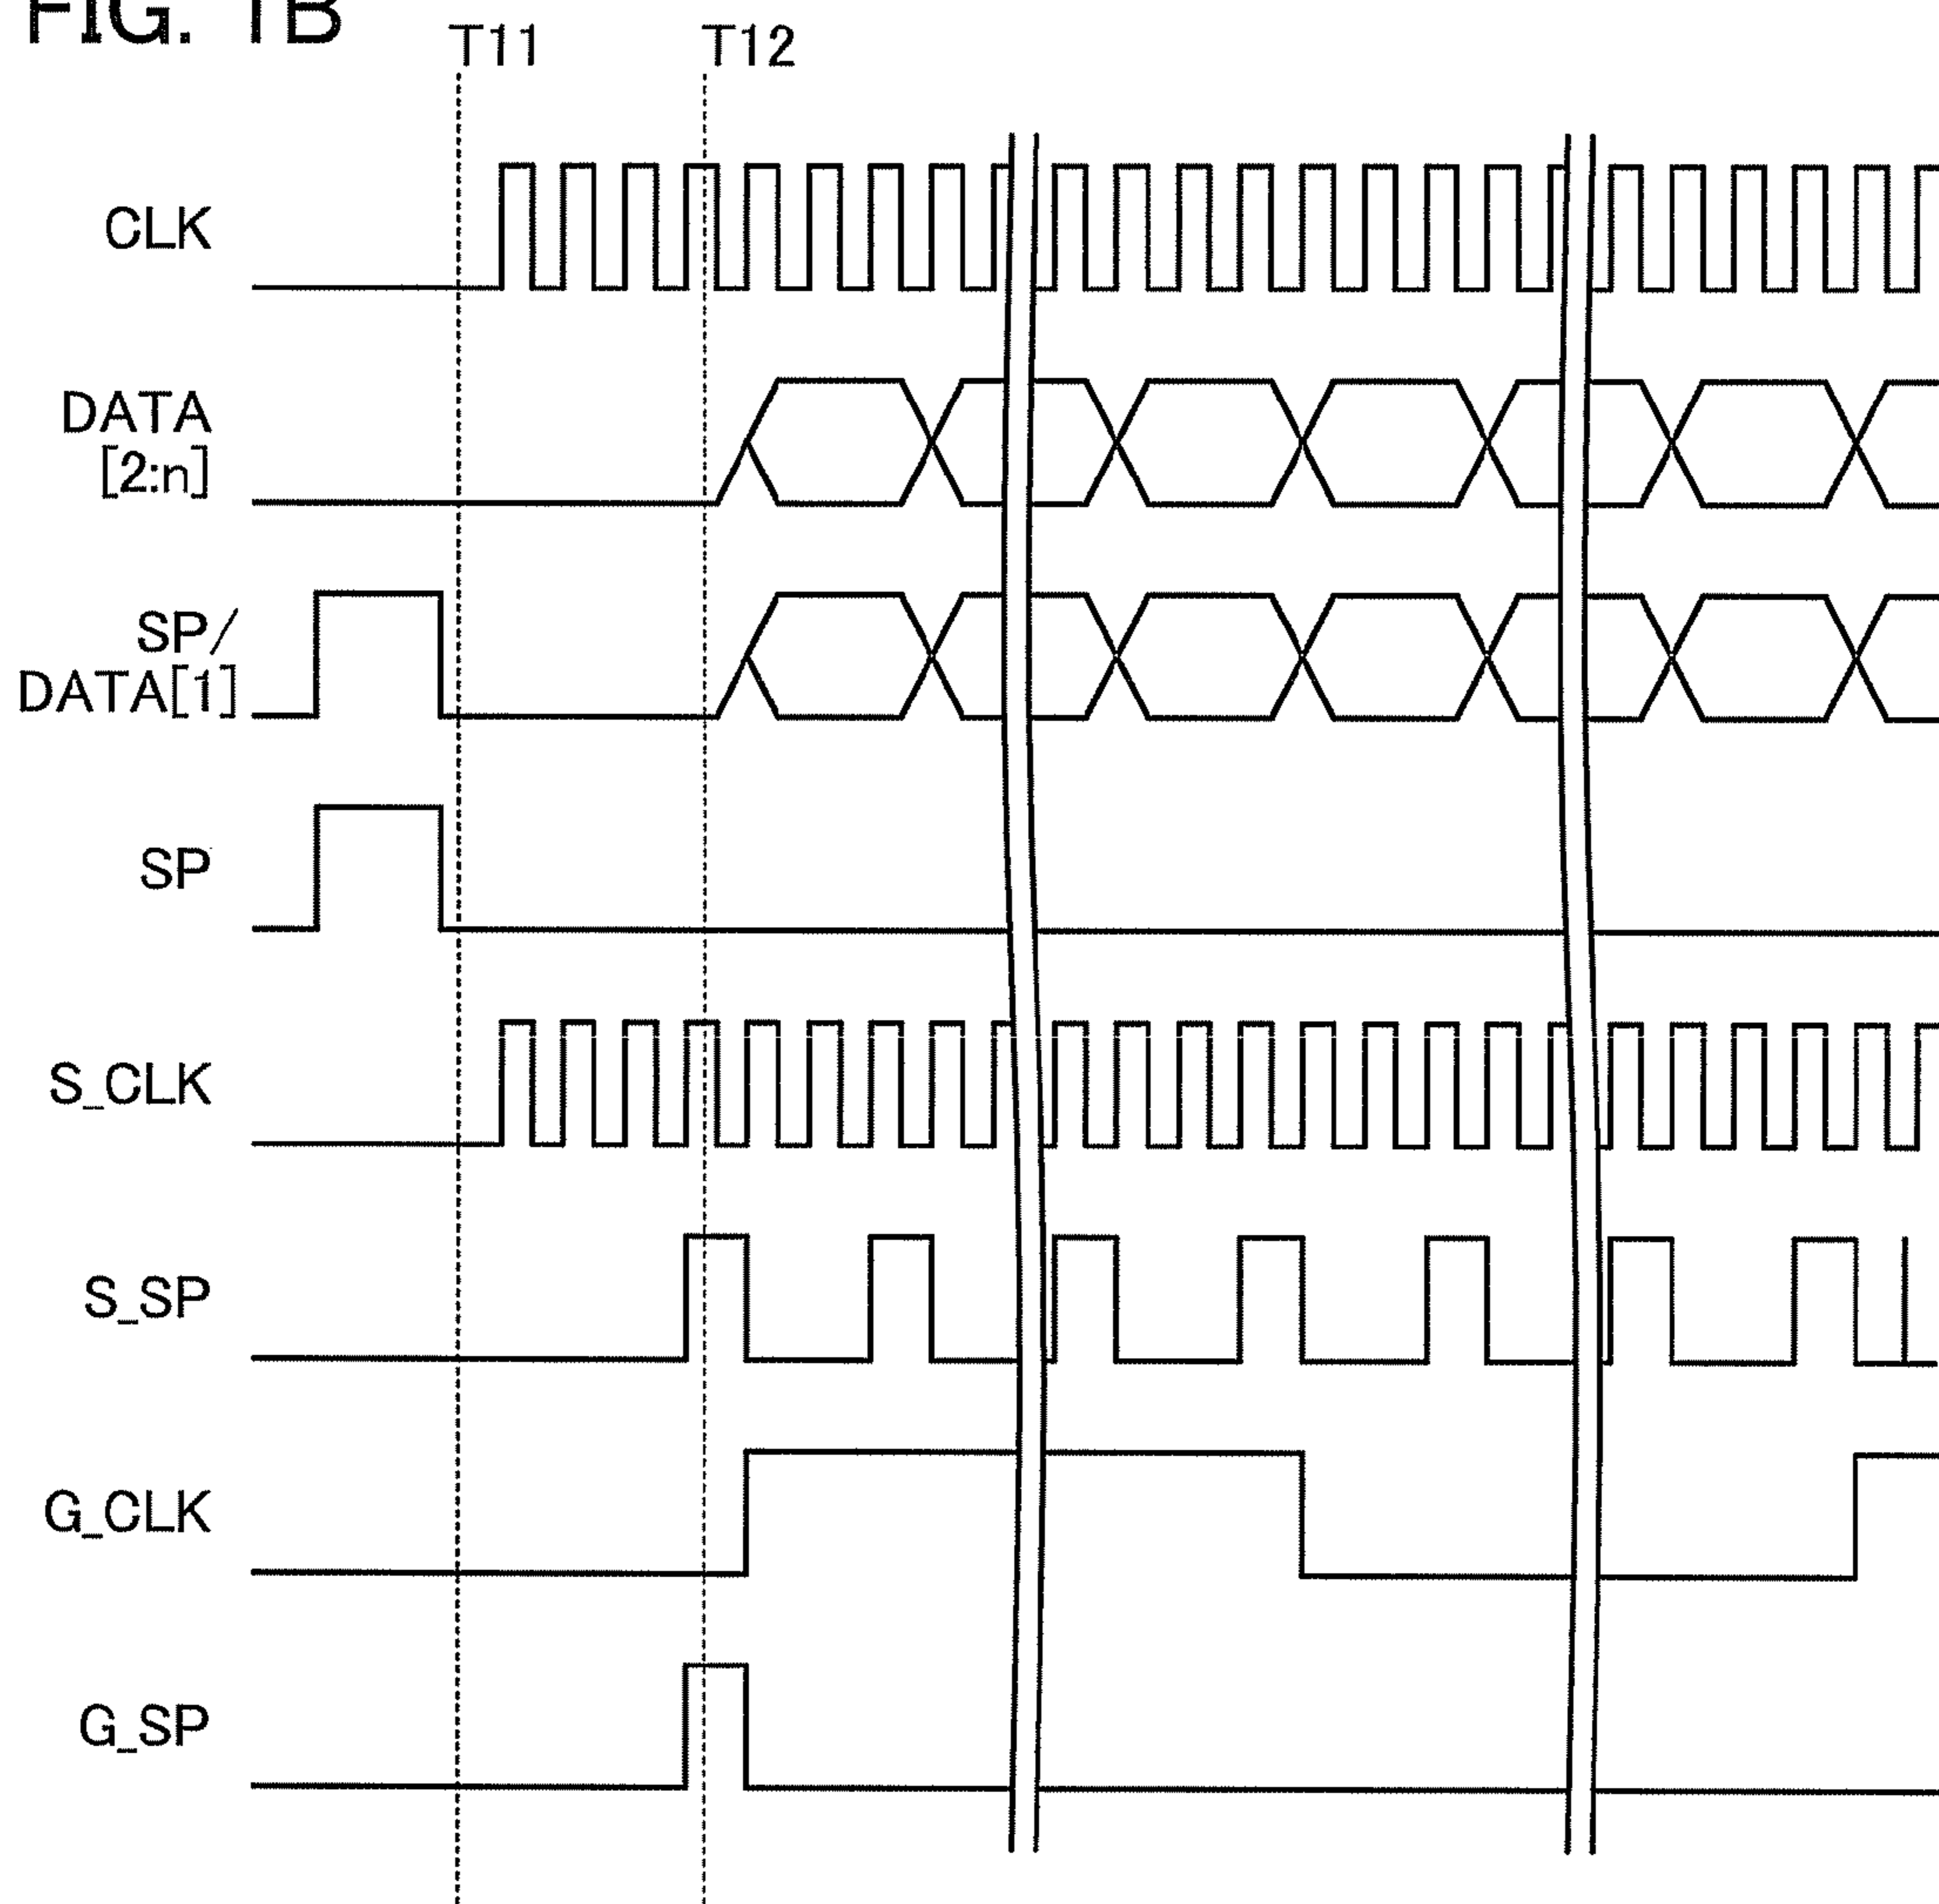 FIG. 1B
T11
T12
CLK
DATA
[2:n]
SP/
DATA[1]
SP
S_CLK
S_SP
G_CLK
G_SP